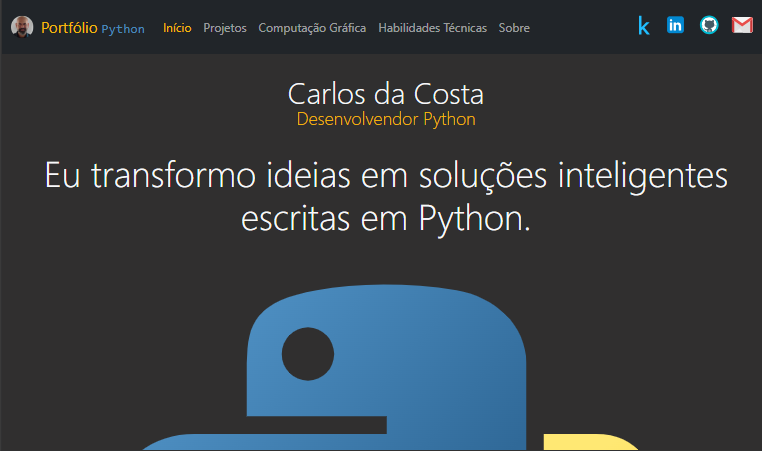 Portfólio Python Início Projetos Computação Gráfica Habilidades Técnicas Sobre
Carlos da Costa
Desenvolvendor Python
Eu transformo ideias em soluções inteligentes
escritas em Python.